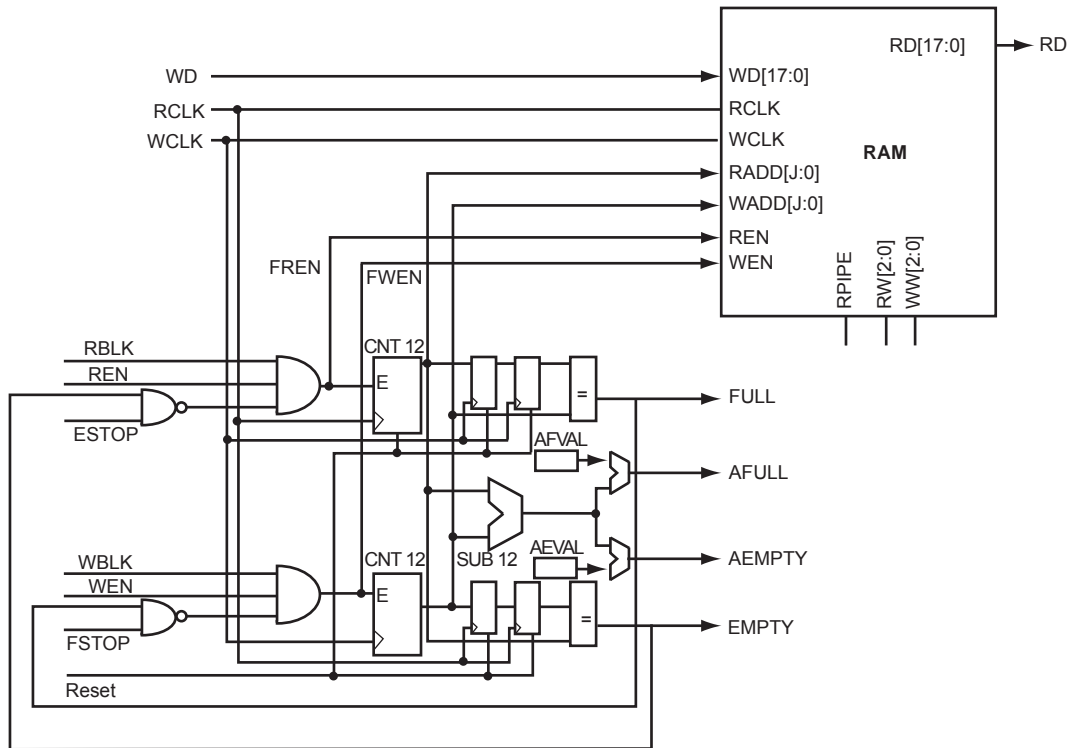 RD[17:0]
RD
WD
WD[17:0]
RCLK
RCLK
WCLK
WCLK
RAM
RADD[J:0]
WADD[J:0]
REN
FREN
FWEN
WEN
RPIPE
RW[2:0]
WW[2:0]
RBLK
CNT 12
REN
E
=
FULL
ESTOP
AFVAL
AFULL
WBLK
CNT 12
SUB 12
AEVAL
AEMPTY
WEN
E
=
EMPTY
FSTOP
Reset